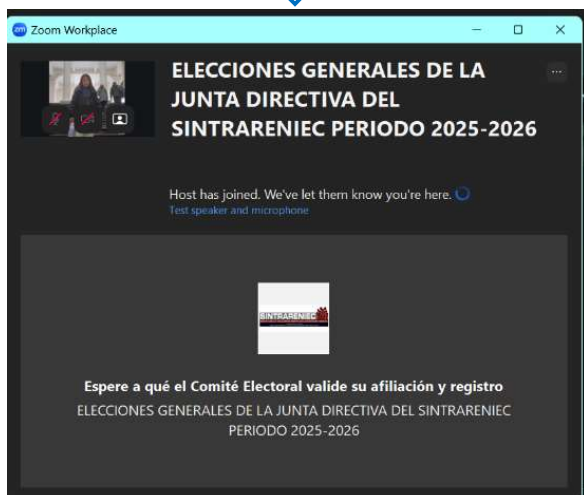 zm Zoom Workplace
ELECCIONES GENERALES DE LA
JUNTA DIRECTIVA DEL
SINTRARENIEC PERIODO 2025-2026
Host has joined. We've let them know you're here.
Test speaker and microphone
SINTRARENIEC
Espere a qué el Comité Electoral valide su afiliación y registro
ELECCIONES GENERALES DE LA JUNTA DIRECTIVA DEL SINTRARENIEC
PERIODO 2025-2026